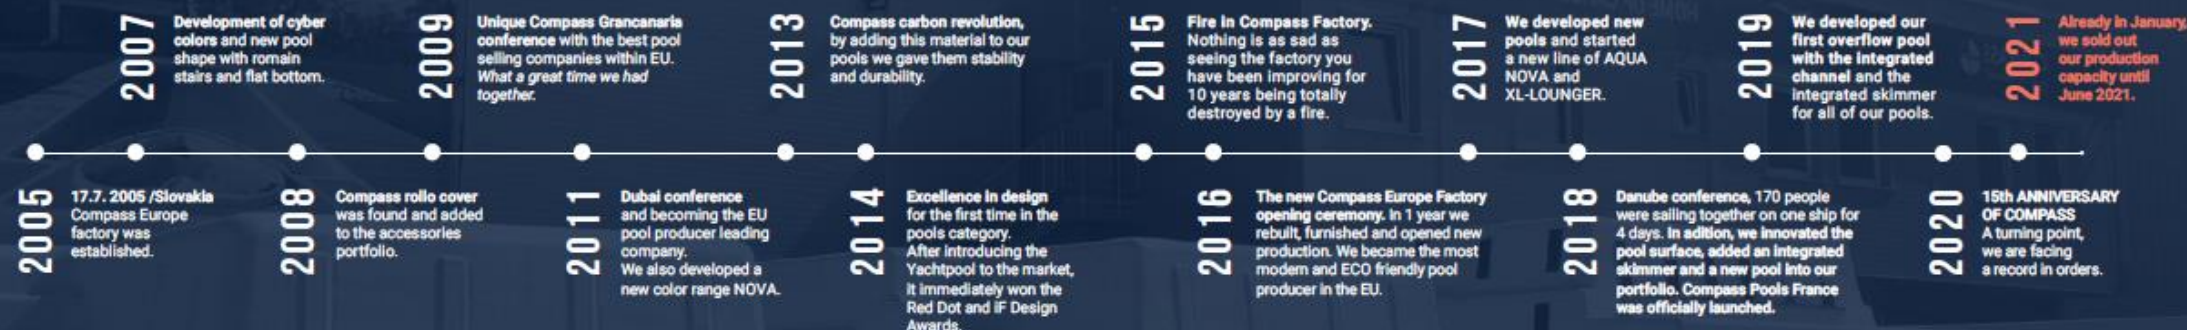 2007
Development of cyber
colors and new pool
shape with romain
stairs and flat bottom.
2009
Unique Compass Grancanaria
conference with the best pool
selling companies within EU.
What a great time we had
together.
2013
Compass carbon revolution,
by adding this material to our
pools we gave them stability
and durability.
2015
Fire in Compass Factory.
Nothing is as sad as
seeing the factory you
have been improving for
10 years being totally
destroyed by a fire.
2017
We developed new
pools and started
a new line of AQUA
NOVA and
XL-LOUNGER.
2019
We developed our
first overflow pool
with the integrated
channel and the
integrated skimmer
for all of our pools.
2021
Already in January,
we sold out
our production
capacity until
June 2021.
2005
17.7. 2005 /Slovakia
Compass Europe
factory was
established.
2008
Compass rollo cover
was found and added
to the accessories
portfolio.
2011
Dubai conference
and becoming the EU
pool producer leading
company.
We also developed a
new color range NOVA.
2014
Excellence in design
for the first time in the
pools category.
After introducing the
Yachtpool to the market,
it immediately won the
Red Dot and iF Design
Awards.
2016
The new Compass Europe Factory
opening ceremony. In 1 year we
rebuilt, furnished and opened new
production. We became the most
modern and ECO friendly pool
producer in the EU.
2018
Danube conference, 170 people
were sailing together on one ship for
4 days. In adition, we innovated the
pool surface, added an integrated
skimmer and a new pool into our
portfolio. Compass Pools France
was officially launched.
2020
15th ANNIVERSARY
OF COMPASS
A turning point,
we are facing
a record in orders.